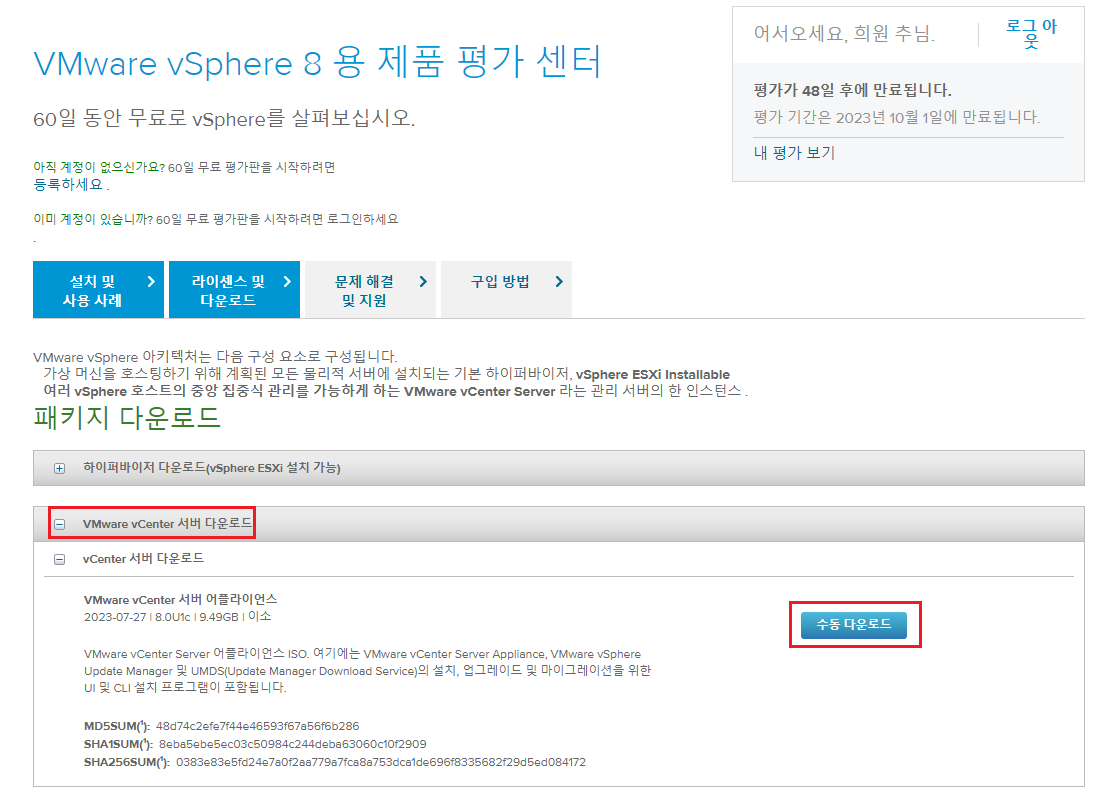 VMware vSphere 8 용 제품 평가 센터
어서오세요, 희원 추님.
로그 아
웃
평가가 48일 후에 만료됩니다.
평가 기간은 2023년 10월 1일에 만료됩니다.
내 평가 보기
60일 동안 무료로 vSphere를 살펴보십시오.
아직 계정이 없으신가요? 60일 무료 평가판을 시작하려면
등록하세요 .
이미 계정이 있습니까? 60일 무료 평가판을 시작하려면 로그인하세요
.
설치 및
사용 사례
라이센스 및
다운로드
문제 해결
및 지원
구입 방법
VMware vSphere 아키텍처는 다음 구성 요소로 구성됩니다.
가상 머신을 호스팅하기 위해 계획된 모든 물리적 서버에 설치되는 기본 하이퍼바이저, vSphere ESXi Installable
여러 vSphere 호스트의 중앙 집중식 관리를 가능하게 하는 VMware vCenter Server 라는 관리 서버의 한 인스턴스 .
패키지 다운로드
하이퍼바이저 다운로드(vSphere ESXi 설치 가능)
VMware vCenter 서버 다운로드
vCenter 서버 다운로드
VMware vCenter 서버 어플라이언스
2023-07-27 | 8.0U1c | 9.49GB | 이소
수동 다운로드
VMware vCenter Server 어플라이언스 ISO. 여기에는 VMware vCenter Server Appliance, VMware vSphere
Update Manager 및 UMDS(Update Manager Download Service)의 설치, 업그레이드 및 마이그레이션을 위한
UI 및 CLI 설치 프로그램이 포함됩니다.
MD5SUM(¹): 48d74c2efe7f44e46593f67a56f6b286
SHA1SUM(¹): 8eba5ebe5ec03c50984c244deba63060c10f2909
SHA256SUM(¹): 0383e83e5fd24e7a0f2aa779a7fca8a753dca1de696f8335682f29d5ed084172